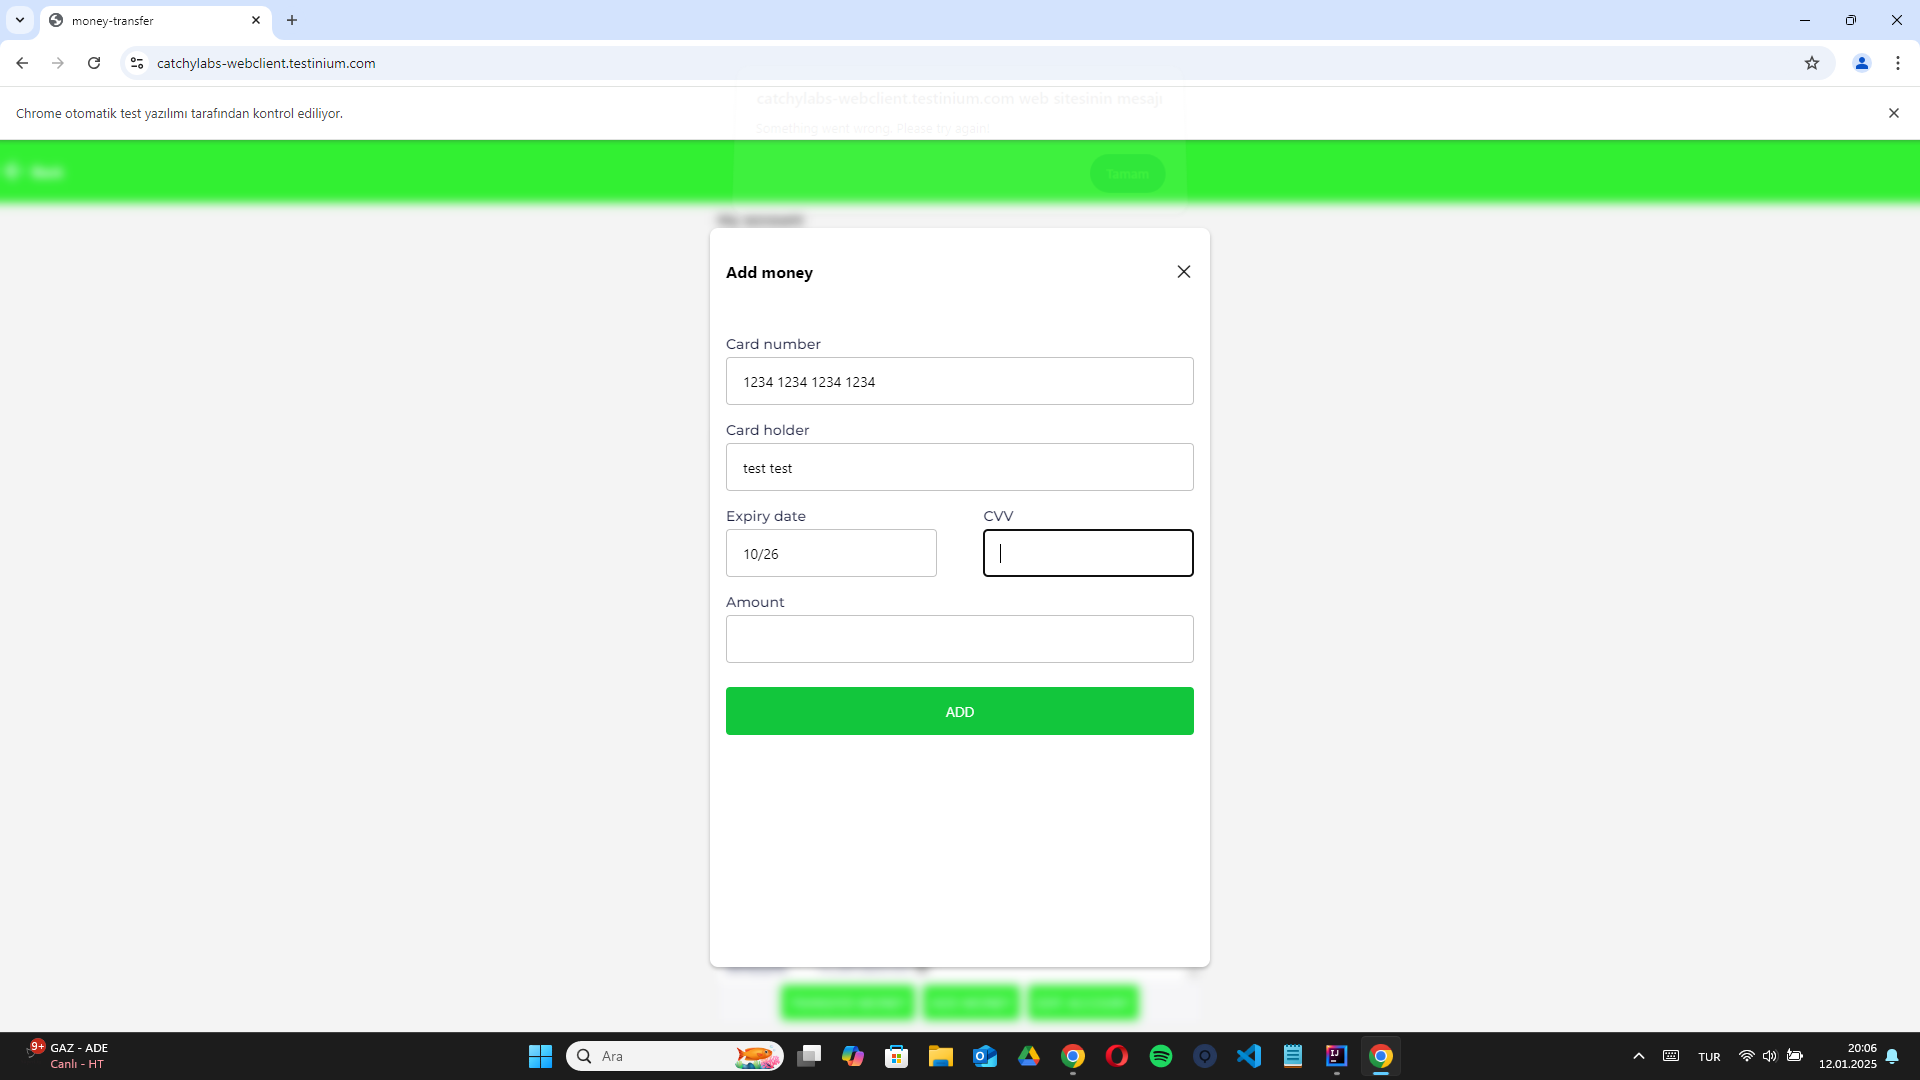 money-transfer
catchylabs-webclient.testinium.com
catchylabs-webclient.testinium.com web sitesinin mesajı
Chrome otomatik test yazılımı tarafından kontrol ediliyor.
Something went wrong. Please try again!
Tamam
My account
Add money
Card number
1234 1234 1234 1234
Card holder
test test
Expiry date
CVV
10/26
Amount
ADD
9+
GAZ - ADE
Canlı - HT
Ara
TUR
20:06
12.01.2025